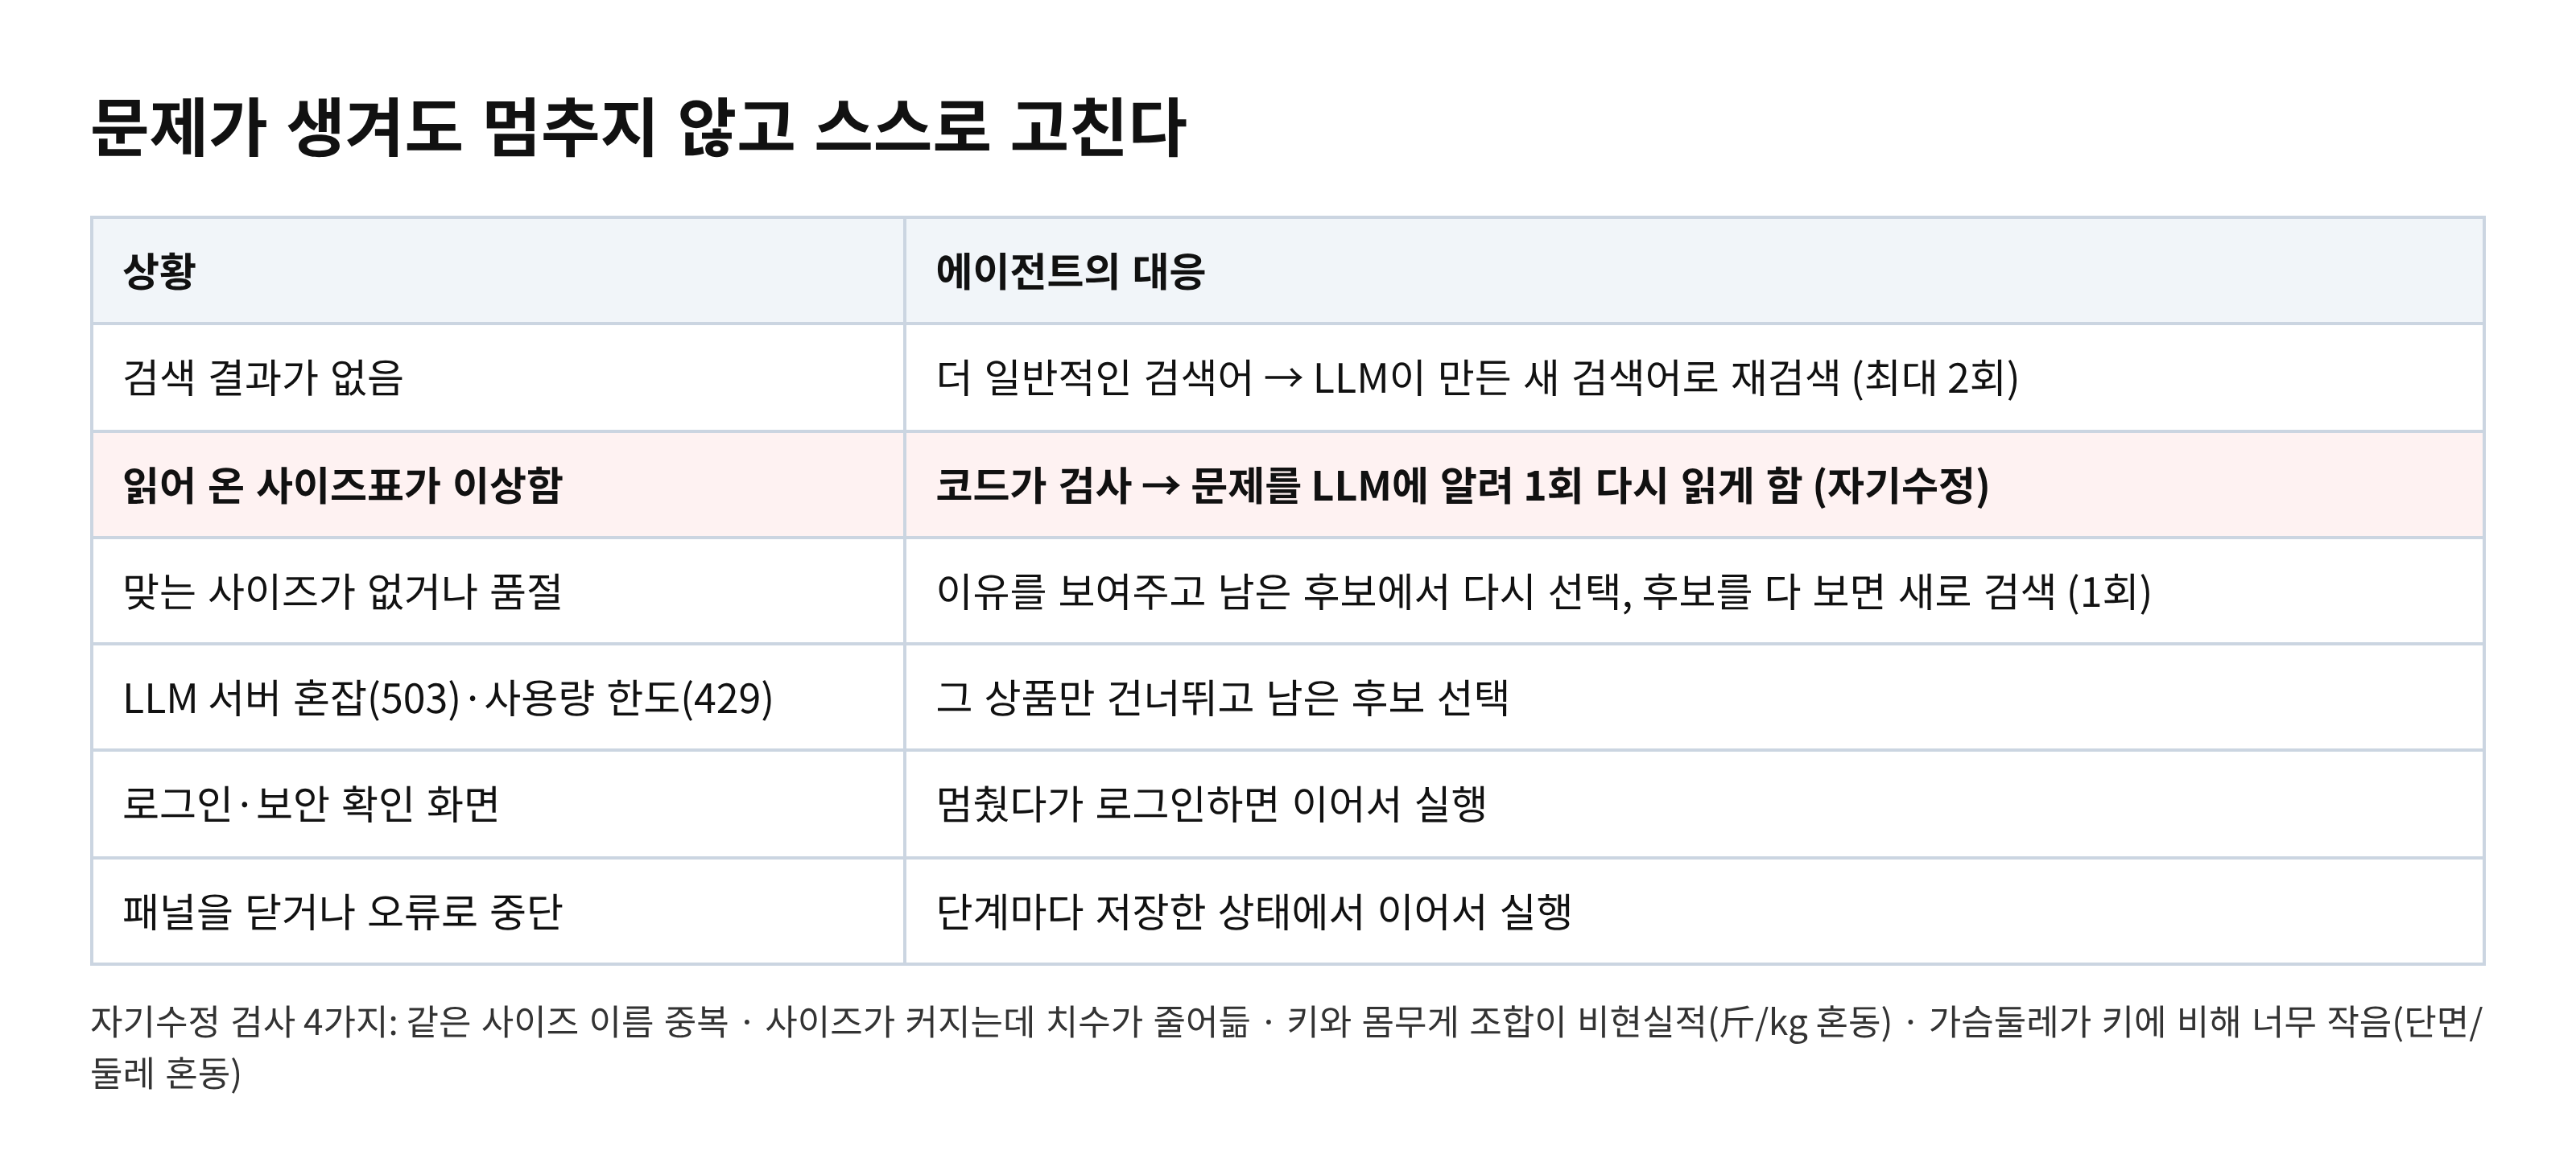 문제가 생겨도 멈추지 않고 스스로 고친다
상황 에이전트의 대응
검색 결과가 없음 더 일반적인 검색어 → LLM이 만든 새 검색어로 재검색 (최대 2회)
읽어 온 사이즈표가 이상함 코드가 검사 → 문제를 LLM에 알려 1회 다시 읽게 함 (자기수정)
맞는 사이즈가 없거나 품절 이유를 보여주고 남은 후보에서 다시 선택, 후보를 다 보면 새로 검색 (1회)
LLM 서버 혼잡(503)·사용량 한도(429) 그 상품만 건너뛰고 남은 후보 선택
로그인·보안 확인 화면 멈췄다가 로그인하면 이어서 실행
패널을 닫거나 오류로 중단 단계마다 저장한 상태에서 이어서 실행
자기수정 검사 4가지: 같은 사이즈 이름 중복 · 사이즈가 커지는데 치수가 줄어듦 · 키와 몸무게 조합이 비현실적(斤/kg 혼동) · 가슴둘레가 키에 비해 너무 작음(단면/
둘레 혼동)